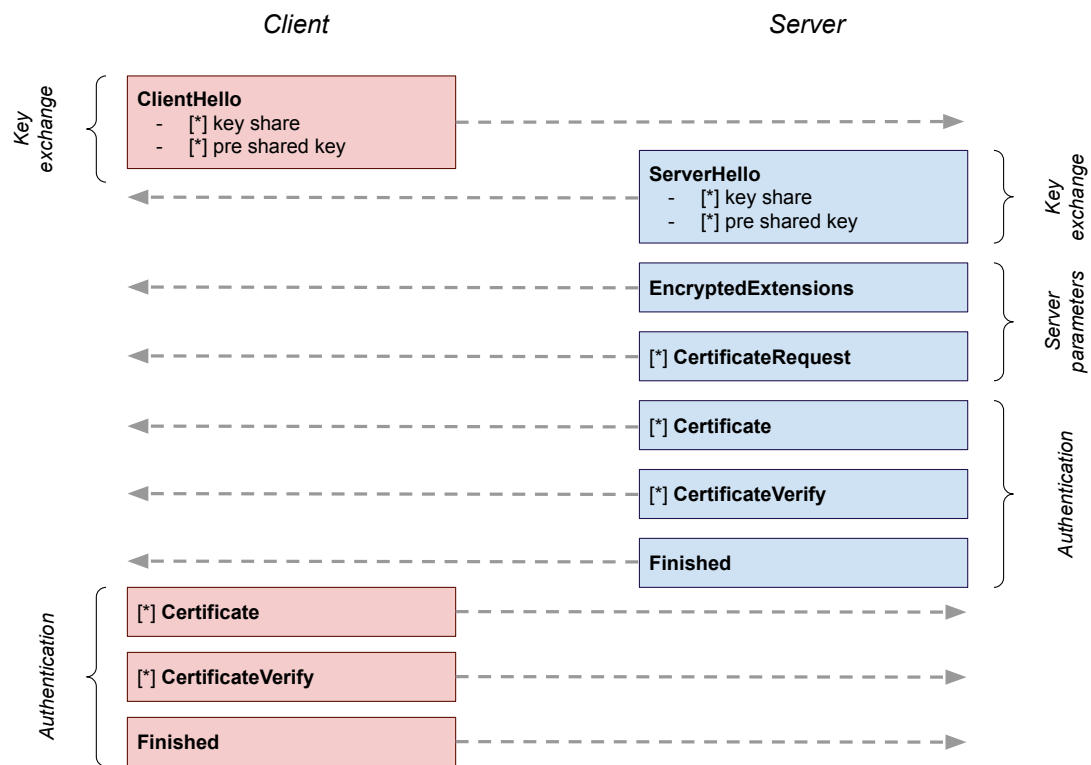 Client
Server
Key
exchange
ClientHello
- [*] key share
- [*] pre shared key
ServerHello
- [*] key share
- [*] pre shared key
Key
exchange
EncryptedExtensions
[*] CertificateRequest
Server
parameters
[*] Certificate
[*] CertificateVerify
Finished
Authentication
[*] Certificate
[*] CertificateVerify
Finished
Authentication